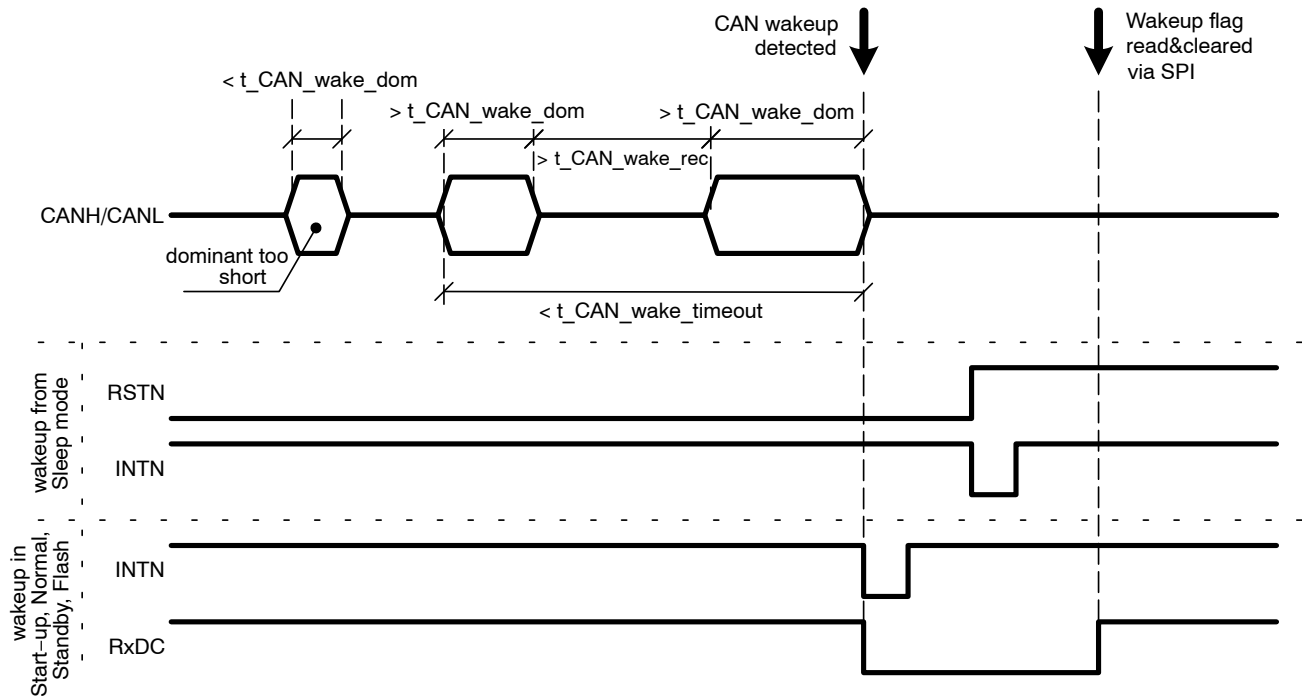 CAN wakeup
detected
Wakeup flag
read&cleared
via SPI
< t_CAN_wake_dom
> t_CAN_wake_dom
> t_CAN_wake_dom
> t_CAN_wake_rec
CANH/CANL
dominant too
short
< t_CAN_wake_timeout
wakeup from
Sleep mode
RSTN
INTN
wakeup in
Start−up, Normal,
Standby, Flash
INTN
RxDC